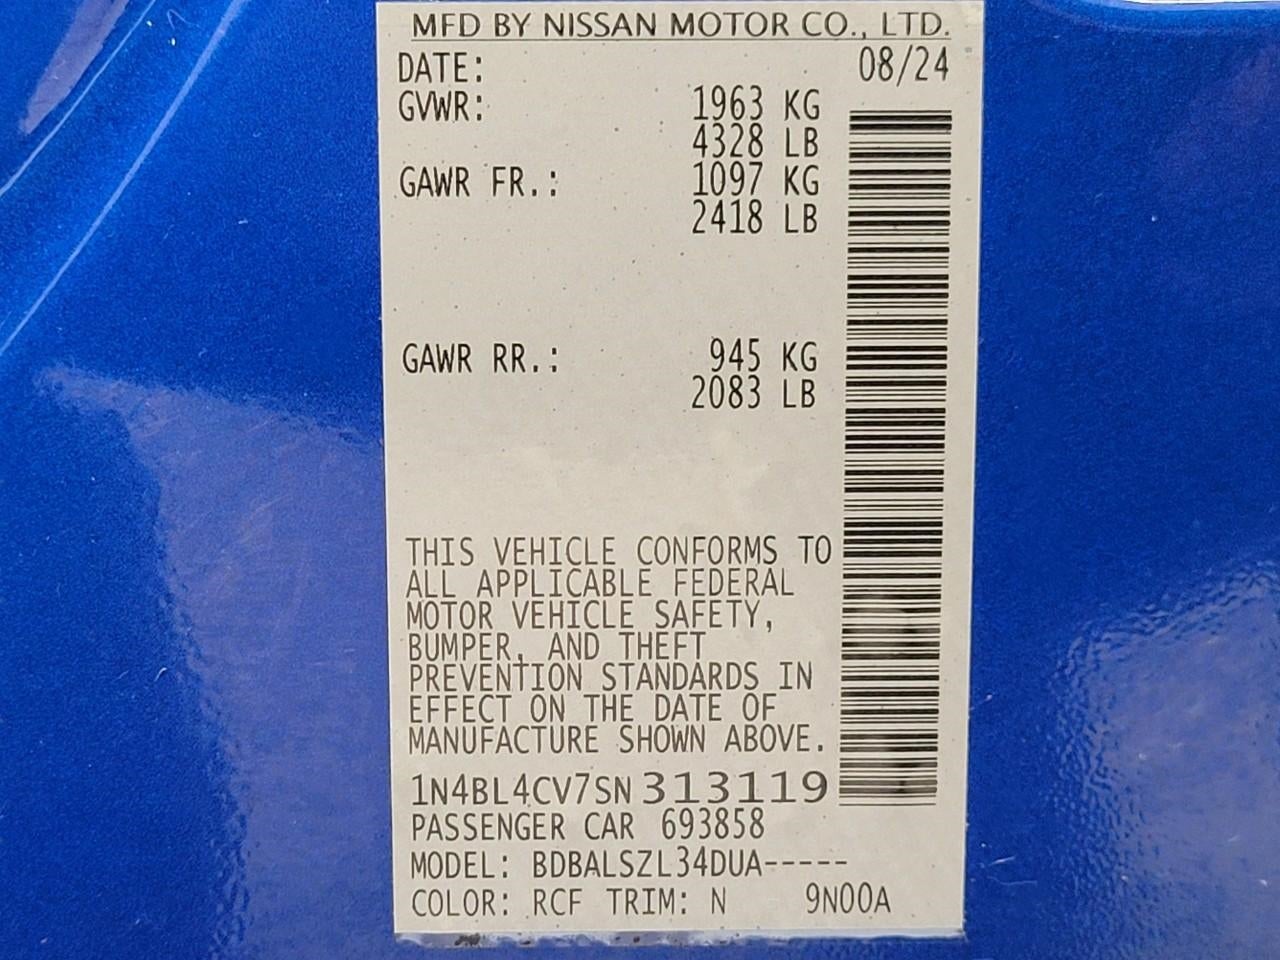 MFD BY NISSAN MOTOR CO., LTD.
DATE: 08/24
GVWR: 1963 KG
4328 LB
GAWR FR.: 1097 KG
2418 LB
GAWR RR.: 945 KG
2083 LB
THIS VEHICLE CONFORMS TO
ALL APPLICABLE FEDERAL
MOTOR VEHICLE SAFETY,
BUMPER, AND THEFT
PREVENTION STANDARDS IN
EFFECT ON THE DATE OF
MANUFACTURE SHOWN ABOVE.
1N4BL4CV7SN313119
PASSENGER CAR 693858
MODEL: BDBALSZL34DUA-----
COLOR: RCF TRIM: N 9N00A